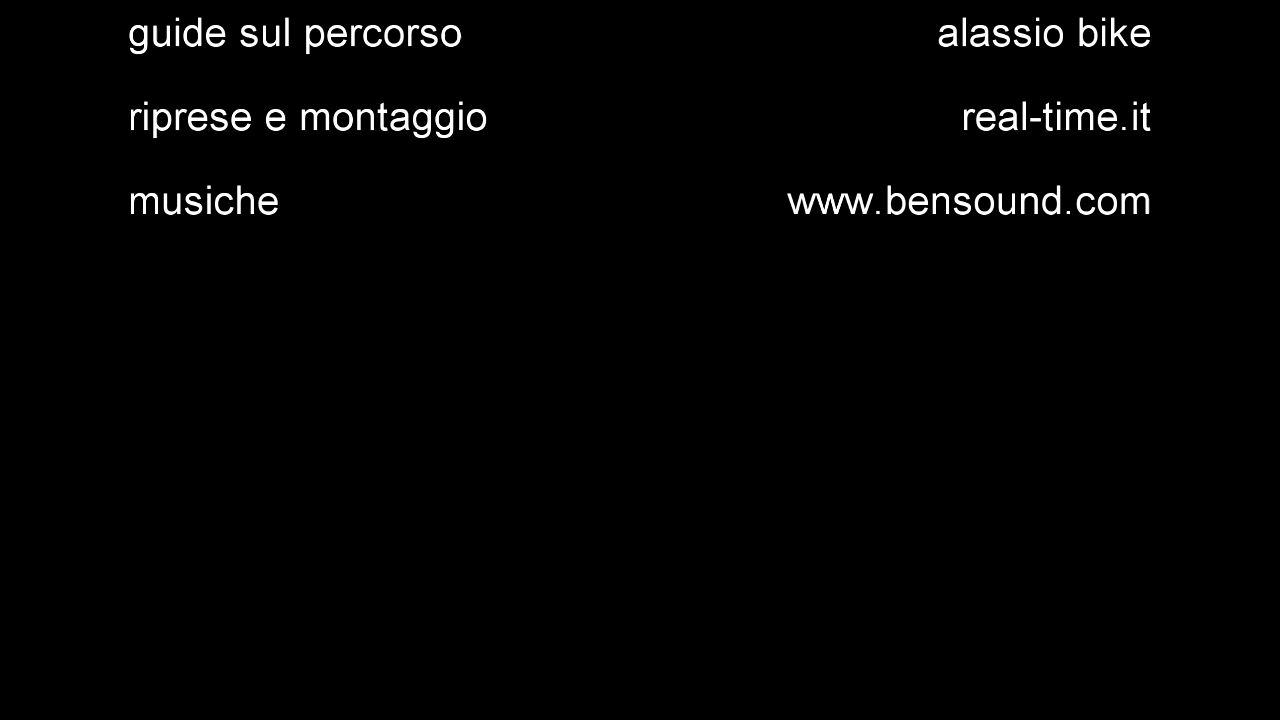 guide sul percorso alassio bike
riprese e montaggio real-time.it
musiche www.bensound.com